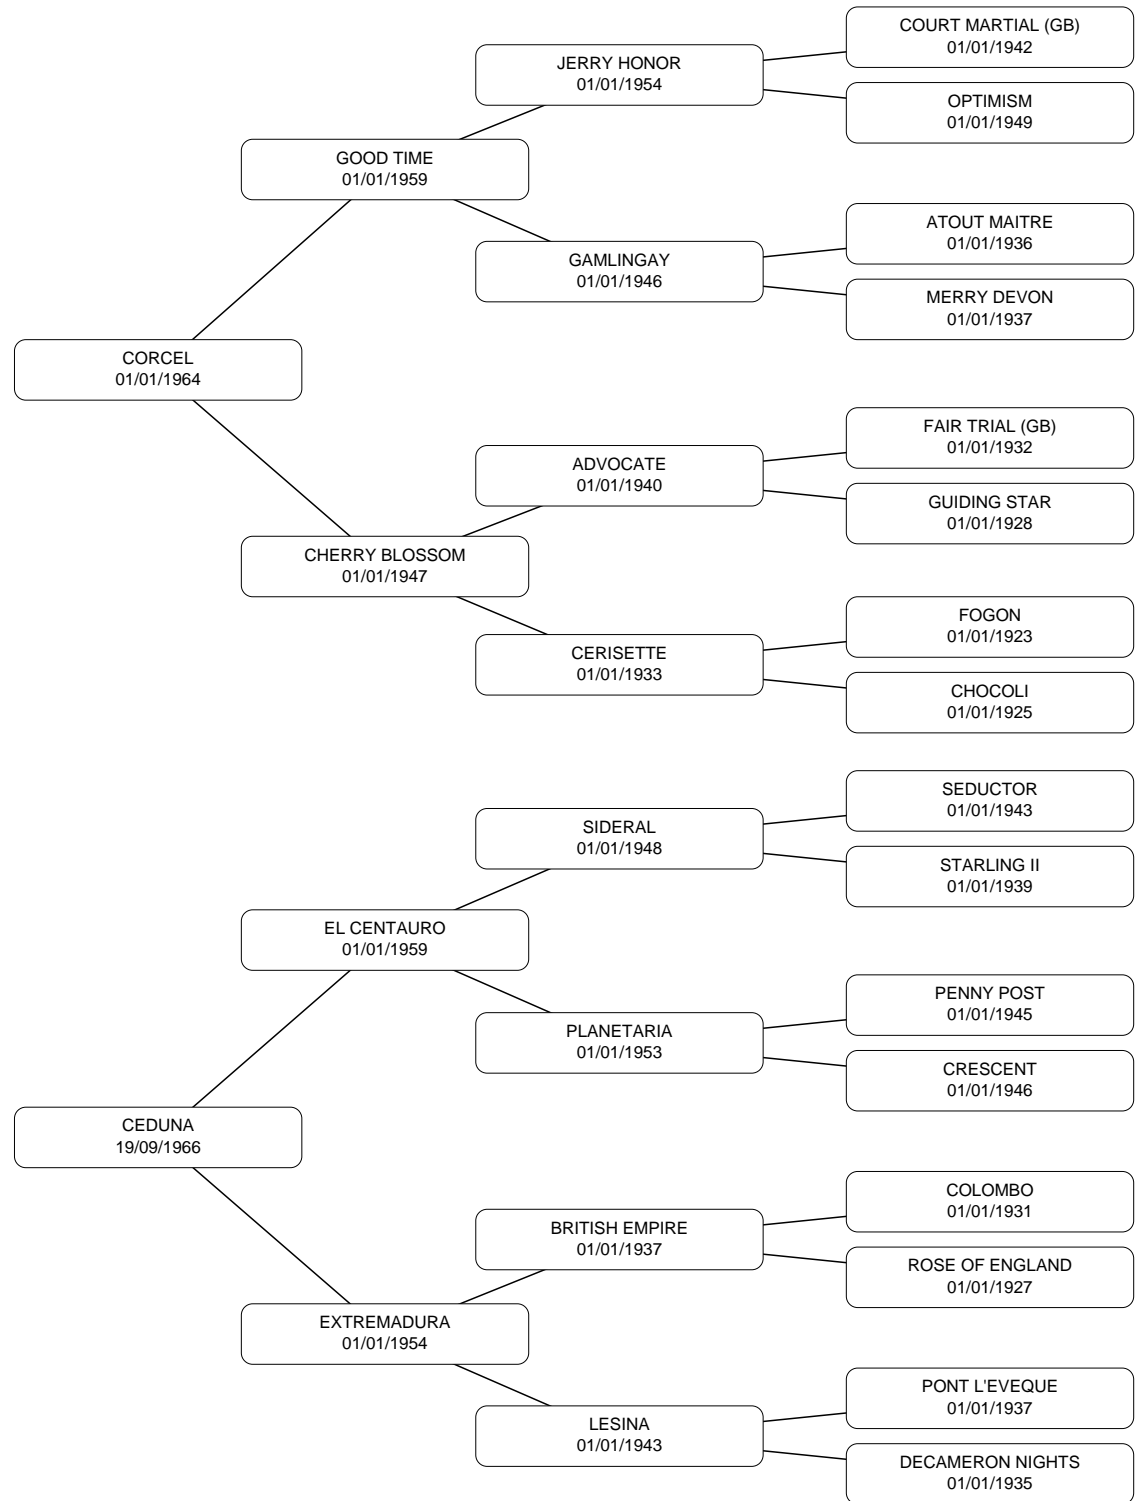 COURT MARTIAL (GB)
01/01/1942
JERRY HONOR
01/01/1954
OPTIMISM
01/01/1949
GOOD TIME
01/01/1959
ATOUT MAITRE
01/01/1936
GAMLINGAY
01/01/1946
MERRY DEVON
01/01/1937
CORCEL
01/01/1964
FAIR TRIAL (GB)
01/01/1932
ADVOCATE
01/01/1940
GUIDING STAR
01/01/1928
CHERRY BLOSSOM
01/01/1947
FOGON
01/01/1923
CERISETTE
01/01/1933
CHOCOLI
01/01/1925
SEDUCTOR
01/01/1943
SIDERAL
01/01/1948
STARLING II
01/01/1939
EL CENTAURO
01/01/1959
PENNY POST
01/01/1945
PLANETARIA
01/01/1953
CRESCENT
01/01/1946
CEDUNA
19/09/1966
COLOMBO
01/01/1931
BRITISH EMPIRE
01/01/1937
ROSE OF ENGLAND
01/01/1927
EXTREMADURA
01/01/1954
PONT L'EVEQUE
01/01/1937
LESINA
01/01/1943
DECAMERON NIGHTS
01/01/1935